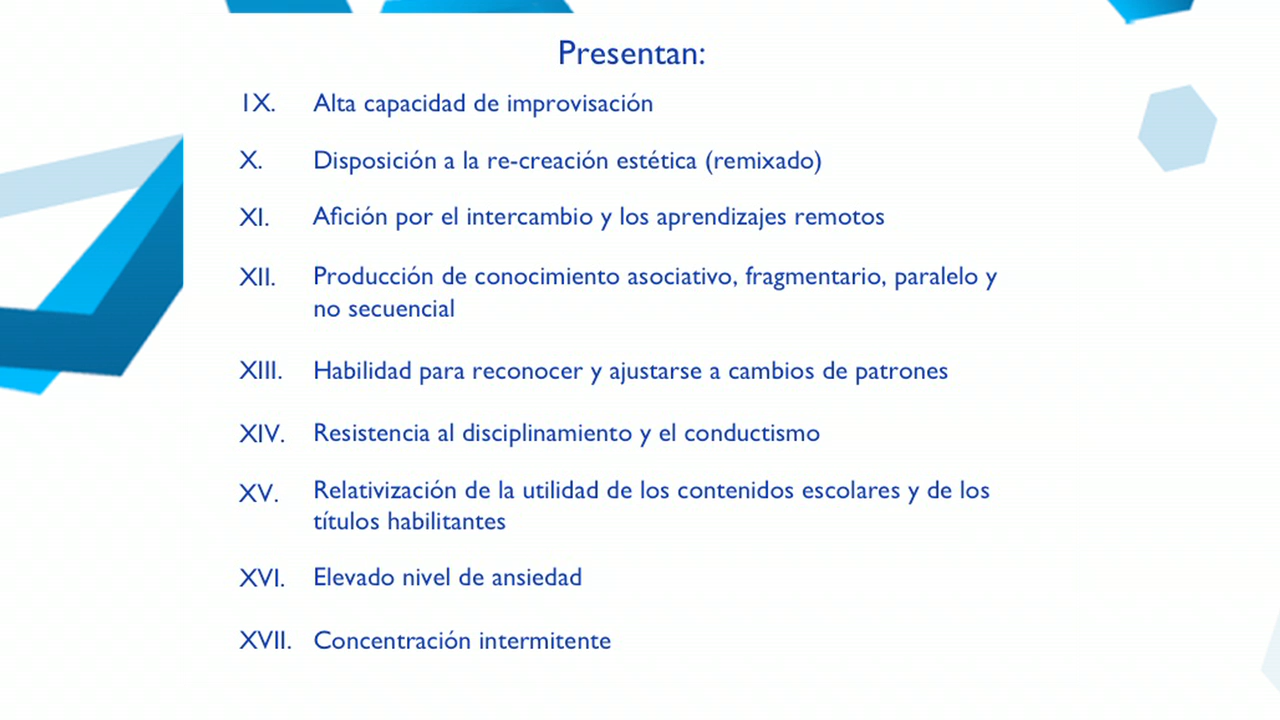 Presentan:
IX. Alta capacidad de improvisación
X. Disposición a la re-creación estética (remixado)
XI. Afición por el intercambio y los aprendizajes remotos
XII. Producción de conocimiento asociativo, fragmentario, paralelo y
no secuencial
XIII. Habilidad para reconocer y ajustarse a cambios de patrones
XIV. Resistencia al disciplinamiento y el conductismo
XV. Relativización de la utilidad de los contenidos escolares y de los
títulos habilitantes
XVI. Elevado nivel de ansiedad
XVII. Concentración intermitente